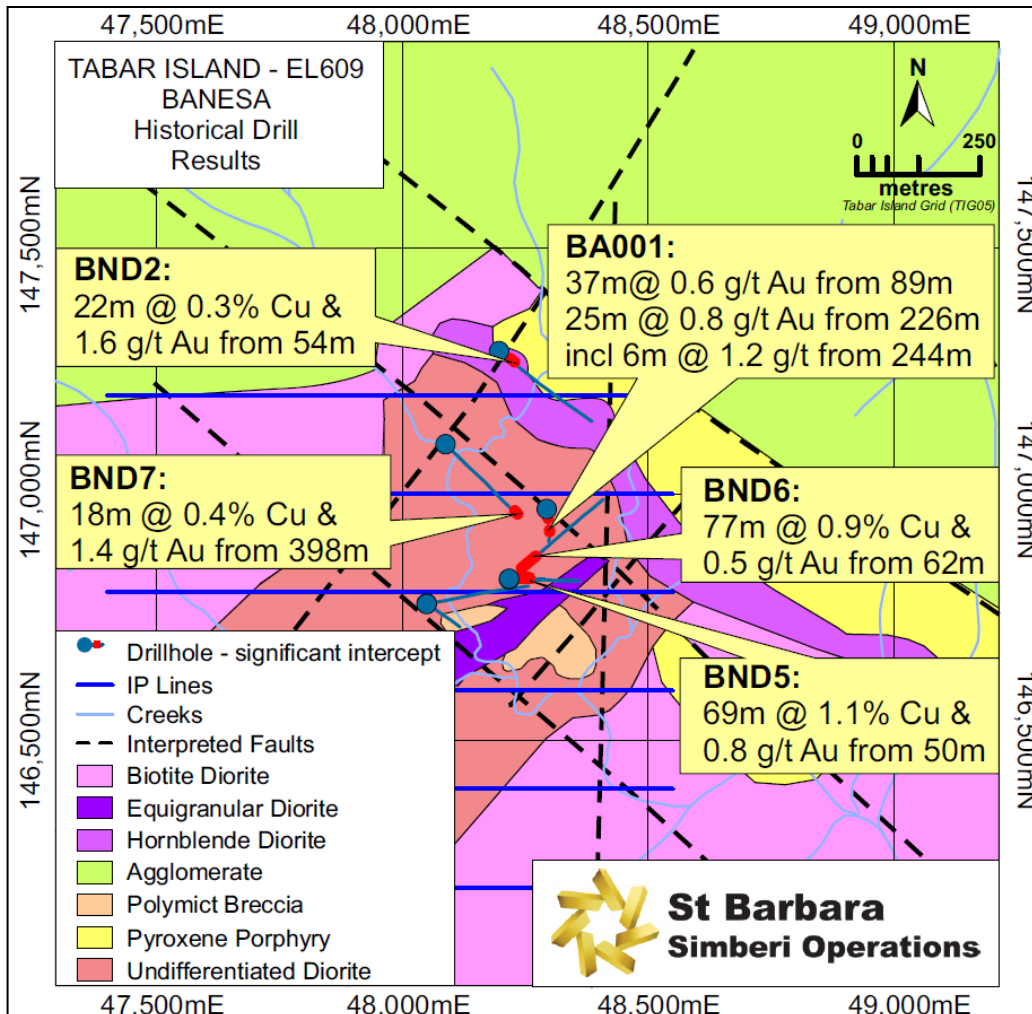 47,500mE 48,000mE 48,500mE 49,000mE
TABAR ISLAND - EL609
BANESA
Historical Drill
Results
N
0 250
metres
Tabar Island Grid (TIG05)
147,500mN
147,500mN
BND2:
22m @ 0.3% Cu &
1.6 g/t Au from 54m
BA001:
37m@ 0.6 g/t Au from 89m
25m @ 0.8 g/t Au from 226m
incl 6m @ 1.2 g/t from 244m
147,000mN
147,000mN
BND7:
18m @ 0.4% Cu &
1.4 g/t Au from 398m
BND6:
77m @ 0.9% Cu &
0.5 g/t Au from 62m
BND5:
69m @ 1.1% Cu &
0.8 g/t Au from 50m
146,500mN
146,500mN
Drillhole - significant intercept
IP Lines
Creeks
Interpreted Faults
Biotite Diorite
Equigranular Diorite
Hornblende Diorite
Agglomerate
Polymict Breccia
Pyroxene Porphyry
Undifferentiated Diorite
St Barbara
Simberi Operations
47,500mE 48,000mE 48,500mE 49,000mE